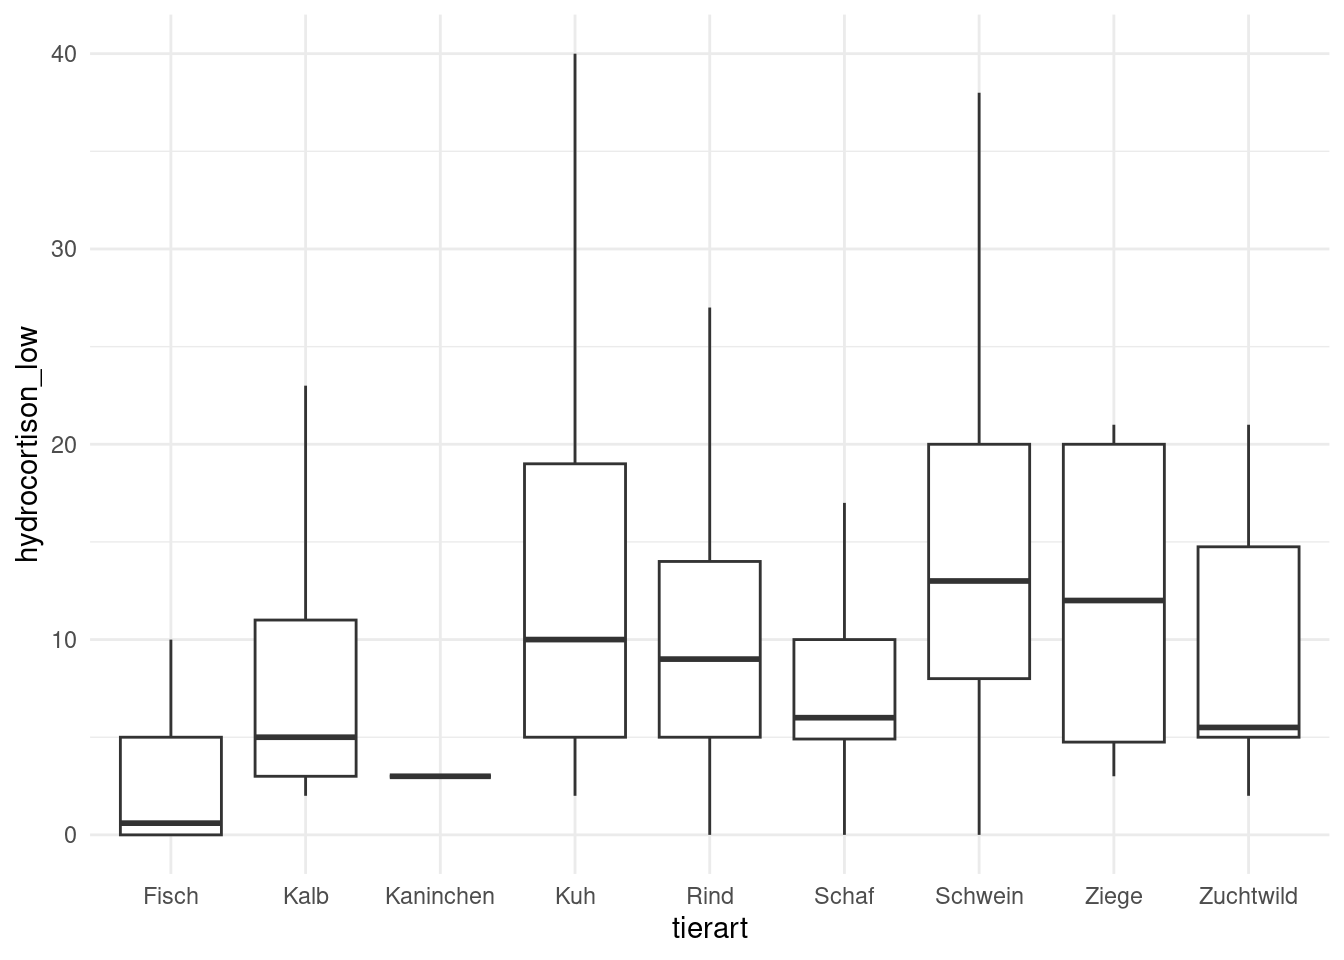 hydrocortison_low
40
30
20
10
0
Fisch Kalb Kaninchen Kuh Rind Schaf Schwein Ziege Zuchtwild
tierart